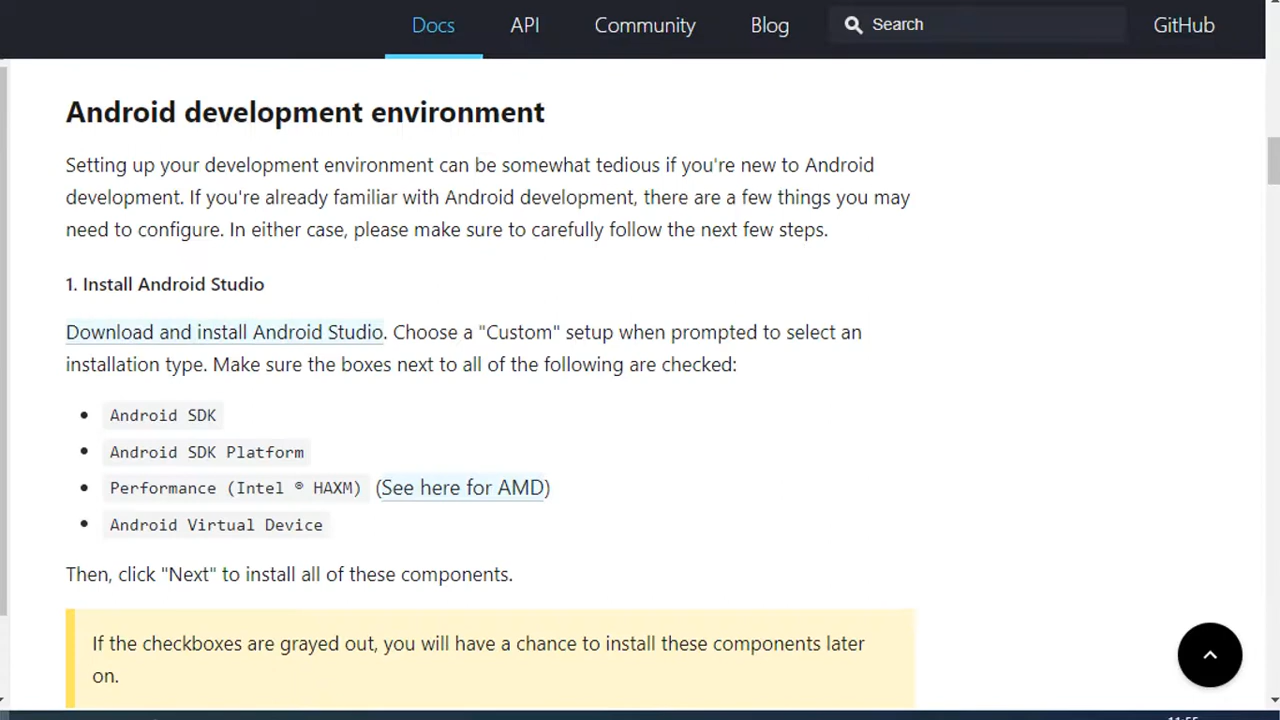 Docs API Community Blog Search GitHub
Android development environment
Setting up your development environment can be somewhat tedious if you're new to Android
development. If you're already familiar with Android development, there are a few things you may
need to configure. In either case, please make sure to carefully follow the next few steps.
1. Install Android Studio
Download and install Android Studio. Choose a "Custom" setup when prompted to select an
installation type. Make sure the boxes next to all of the following are checked:
• Android SDK
• Android SDK Platform
• Performance (Intel ® HAXM) (See here for AMD)
• Android Virtual Device
Then, click "Next" to install all of these components.
If the checkboxes are grayed out, you will have a chance to install these components later
on.